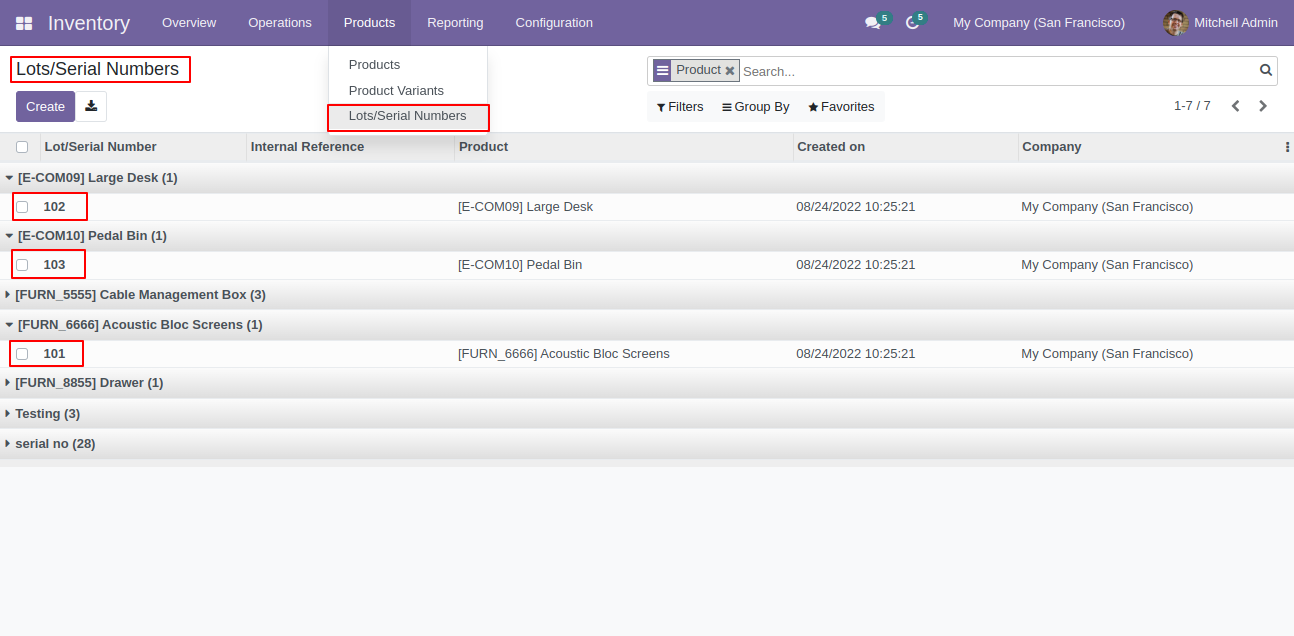 Inventory Overview Operations Products Reporting Configuration 5 5 My Company (San Francisco) Mitchell Admin
Lots/Serial Numbers
Products
Product Variants
Lots/Serial Numbers
Product Search...
Create
Filters Group By Favorites 1-7 / 7
Lot/Serial Number Internal Reference Product Created on Company
[E-COM09] Large Desk (1)
102 [E-COM09] Large Desk 08/24/2022 10:25:21 My Company (San Francisco)
[E-COM10] Pedal Bin (1)
103 [E-COM10] Pedal Bin 08/24/2022 10:25:21 My Company (San Francisco)
[FURN_5555] Cable Management Box (3)
[FURN_6666] Acoustic Bloc Screens (1)
101 [FURN_6666] Acoustic Bloc Screens 08/24/2022 10:25:21 My Company (San Francisco)
[FURN_8855] Drawer (1)
Testing (3)
serial no (28)